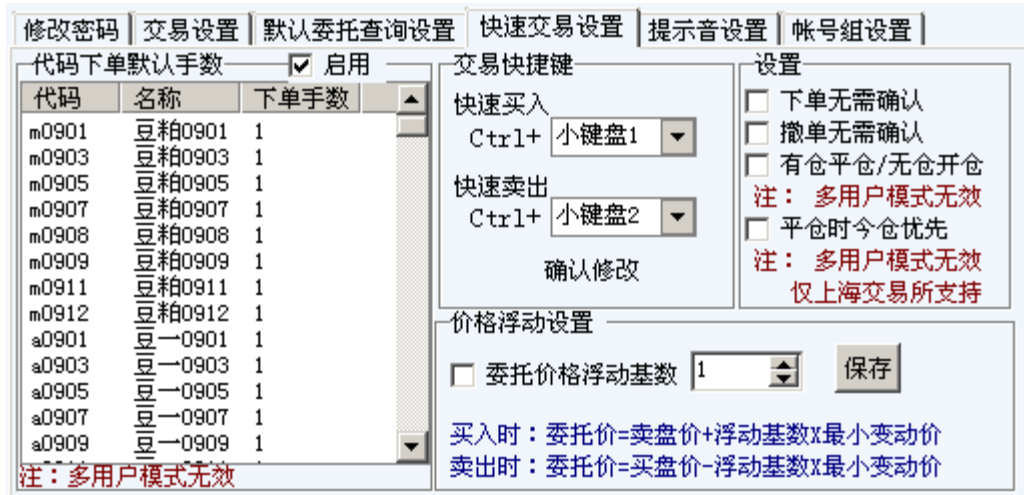 修改密码 交易设置 默认委托查询设置 快速交易设置 提示音设置 帐号组设置
代码下单默认手数 启用
代码 名称 下单手数
m0901 豆粕0901 1
m0903 豆粕0903 1
m0905 豆粕0905 1
m0907 豆粕0907 1
m0908 豆粕0908 1
m0909 豆粕0909 1
m0911 豆粕0911 1
m0912 豆粕0912 1
a0901 豆一0901 1
a0903 豆一0903 1
a0905 豆一0905 1
a0907 豆一0907 1
a0909 豆一0909 1
注：多用户模式无效
交易快捷键
快速买入
Ctrl+ 小键盘1
快速卖出
Ctrl+ 小键盘2
确认修改
设置
下单无需确认
撤单无需确认
有仓平仓/无仓开仓
注： 多用户模式无效
平仓时今仓优先
注： 多用户模式无效
仅上海交易所支持
价格浮动设置
委托价格浮动基数 1 保存
买入时：委托价=卖盘价+浮动基数X最小变动价
卖出时：委托价=买盘价-浮动基数X最小变动价